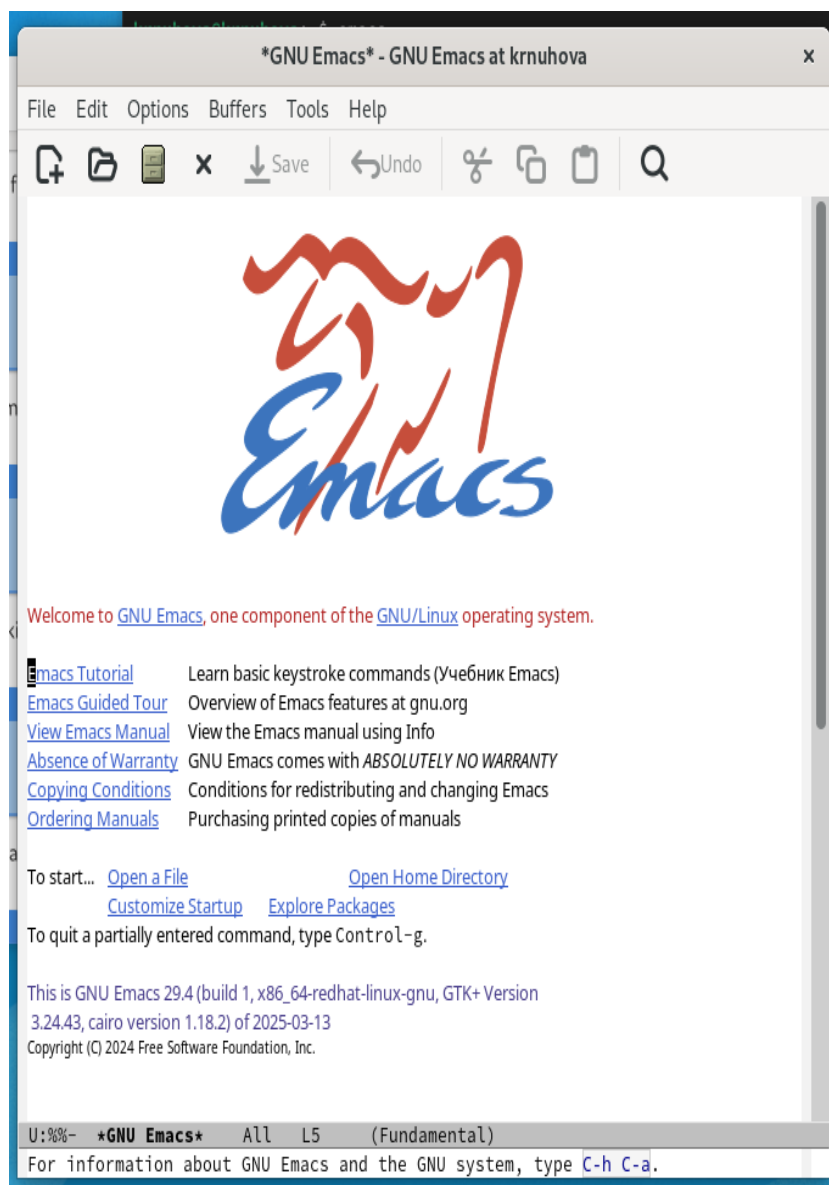 *GNU Emacs* - GNU Emacs at krnuhova
File Edit Options Buffers Tools Help
Save Undo
Emacs
Welcome to GNU Emacs, one component of the GNU/Linux operating system.
Emacs Tutorial Learn basic keystroke commands (Учебник Emacs)
Emacs Guided Tour Overview of Emacs features at gnu.org
View Emacs Manual View the Emacs manual using Info
Absence of Warranty GNU Emacs comes with ABSOLUTELY NO WARRANTY
Copying Conditions Conditions for redistributing and changing Emacs
Ordering Manuals Purchasing printed copies of manuals
To start... Open a File Open Home Directory
Customize Startup Explore Packages
To quit a partially entered command, type Control-g.
This is GNU Emacs 29.4 (build 1, x86_64-redhat-linux-gnu, GTK+ Version
3.24.43, cairo version 1.18.2) of 2025-03-13
Copyright (C) 2024 Free Software Foundation, Inc.
U:%%- *GNU Emacs* All L5 (Fundamental)
For information about GNU Emacs and the GNU system, type C-h C-a.